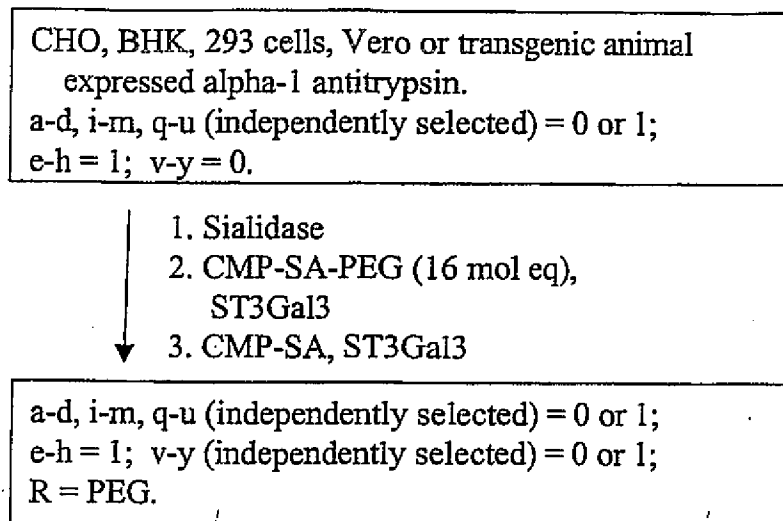 CHO, BHK, 293 cells, Vero or transgenic animal
expressed alpha-1 antitrypsin.
a-d, i-m, q-u (independently selected) = 0 or 1;
e-h = 1; v-y = 0.
1. Sialidase
2. CMP-SA-PEG (16 mol eq),
ST3Gal3
3. CMP-SA, ST3Gal3
a-d, i-m, q-u (independently selected) = 0 or 1;
e-h = 1; v-y (independently selected) = 0 or 1;
R = PEG.